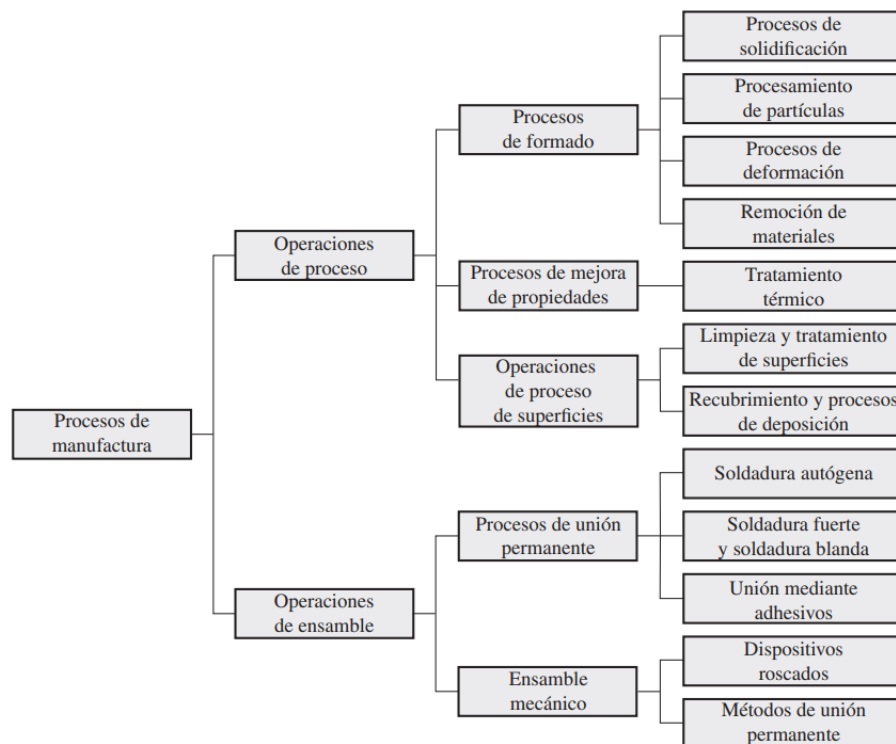 Procesos de
manufactura
Operaciones
de proceso
Procesos
de formado
Procesos de
solidificación
Procesamiento
de partículas
Procesos de
deformación
Remoción de
materiales
Procesos de mejora
de propiedades
Tratamiento
térmico
Operaciones
de proceso
de superficies
Limpieza y tratamiento
de superficies
Recubrimiento y procesos
de deposición
Operaciones
de ensamble
Procesos de unión
permanente
Soldadura autógena
Soldadura fuerte
y soldadura blanda
Unión mediante
adhesivos
Ensamble
mecánico
Dispositivos
roscados
Métodos de unión
permanente